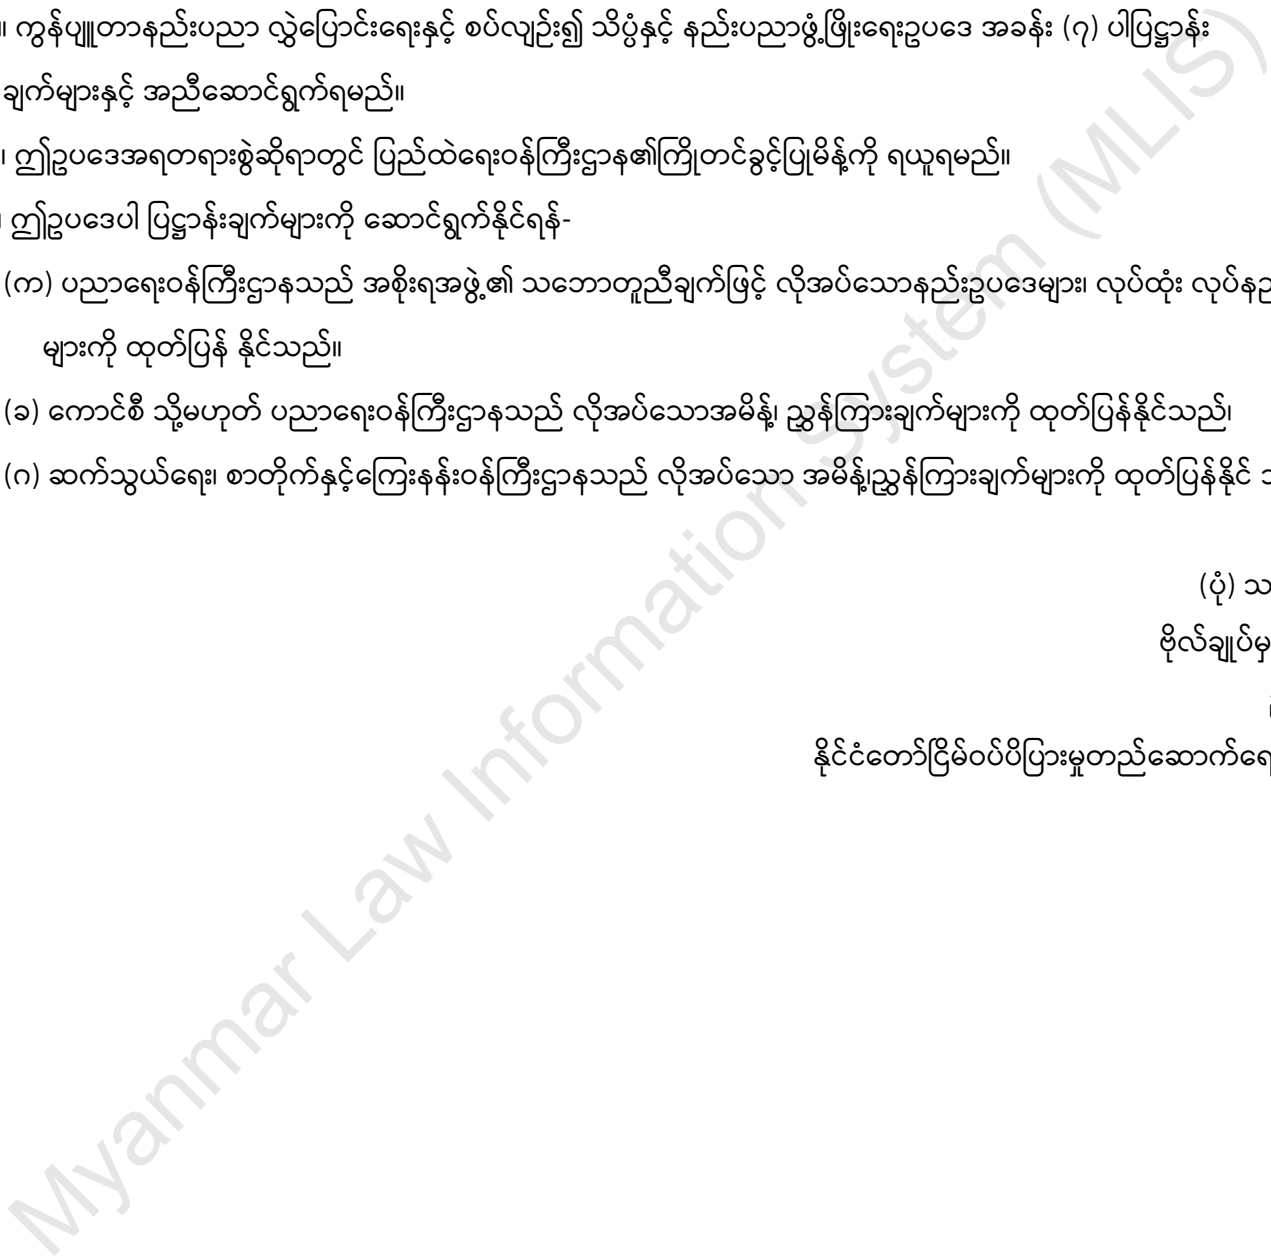 ။ ကွန်ပျူတာနည်းပညာ လွှဲပြောင်းရေးနှင့် စပ်လျဉ်း၍ သိပ္ပံနှင့် နည်းပညာဖွံ့ဖြိုးရေးဥပဒေ အခန်း (၇) ပါပြဋ္ဌာန်း
ချက်များနှင့် အညီဆောင်ရွက်ရမည်။
၊ ဤဥပဒေအရတရားစွဲဆိုရာတွင် ပြည်ထဲရေးဝန်ကြီးဌာန၏ကြိုတင်ခွင့်ပြုမိန့်ကို ရယူရမည်။
ဤဥပဒေပါ ပြဋ္ဌာန်းချက်များကို ဆောင်ရွက်နိုင်ရန်-
(က) ပညာရေးဝန်ကြီးဌာနသည် အစိုးရအဖွဲ့၏ သဘောတူညီချက်ဖြင့် လိုအပ်သောနည်းဥပဒေများ၊ လုပ်ထုံး
များကို ထုတ်ပြန် နိုင်သည်။
(ခ) ကောင်စီ သို့မဟုတ် ပညာရေးဝန်ကြီးဌာနသည် လိုအပ်သောအမိန့်၊ ညွှန်ကြားချက်များကို ထုတ်ပြန်နိုင်သည်၊
(ဂ) ဆက်သွယ်ရေး၊ စာတိုက်နှင့်ကြေးနန်းဝန်ကြီးဌာနသည် လိုအပ်သော အမိန့်၊ညွှန်ကြားချက်များကို ထုတ်ပြန်နိုင်
(ပုံ) သ
ဗိုလ်ချုပ်မှ
နိုင်ငံတော်ငြိမ်ဝပ်ပိပြားမှုတည်ဆောက်ရေ
Myanmar Law Information System (MLIS)